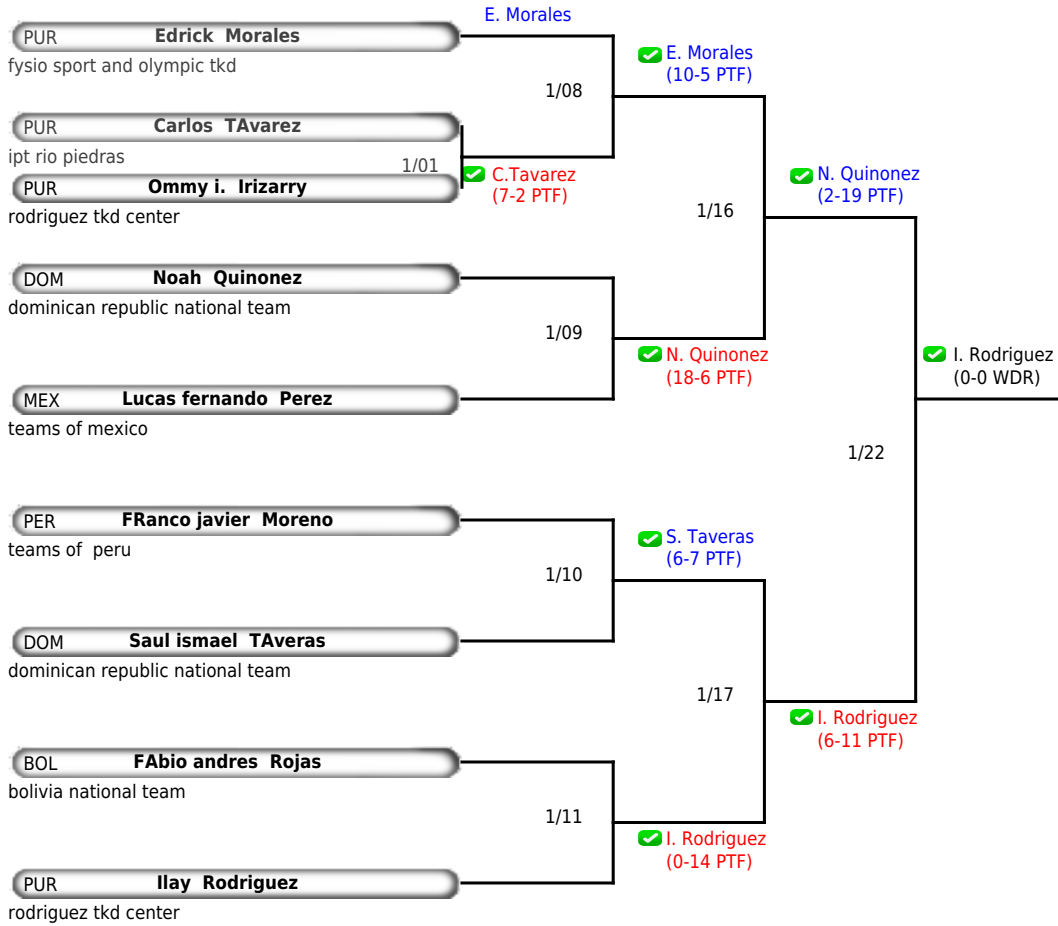 E. Morales
PUR Edrick Morales
fysio sport and olympic tkd
E. Morales
(10-5 PTF)
1/08
PUR Carlos TAvarez
ipt rio piedras
1/01
C.Tavarez
(7-2 PTF)
PUR Ommy i. Irizarry
rodriguez tkd center
N. Quinonez
(2-19 PTF)
1/16
DOM Noah Quinonez
dominican republic national team
1/09
N. Quinonez
(18-6 PTF)
I. Rodriguez
(0-0 WDR)
MEX Lucas fernando Perez
teams of mexico
1/22
PER FRanco javier Moreno
teams of peru
S. Taveras
(6-7 PTF)
1/10
DOM Saul ismael TAveras
dominican republic national team
1/17
I. Rodriguez
(6-11 PTF)
BOL FAbio andres Rojas
bolivia national team
1/11
I. Rodriguez
(0-14 PTF)
PUR Ilay Rodriguez
rodriguez tkd center